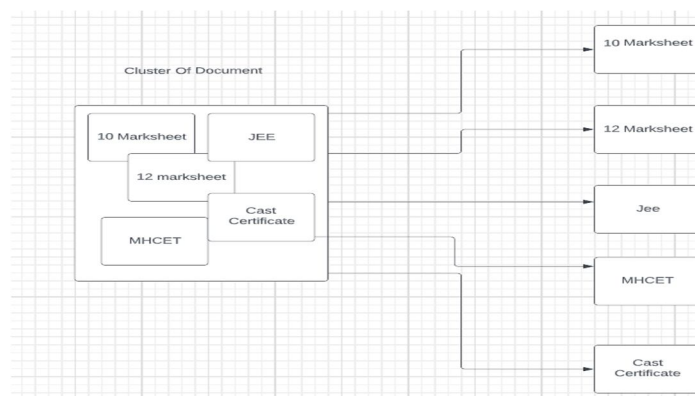 Cluster Of Document
10 Marksheet
JEE
12 marksheet
Cast
Certificate
MHCET
10 Marksheet
12 Marksheet
Jee
MHCET
Cast
Certificate